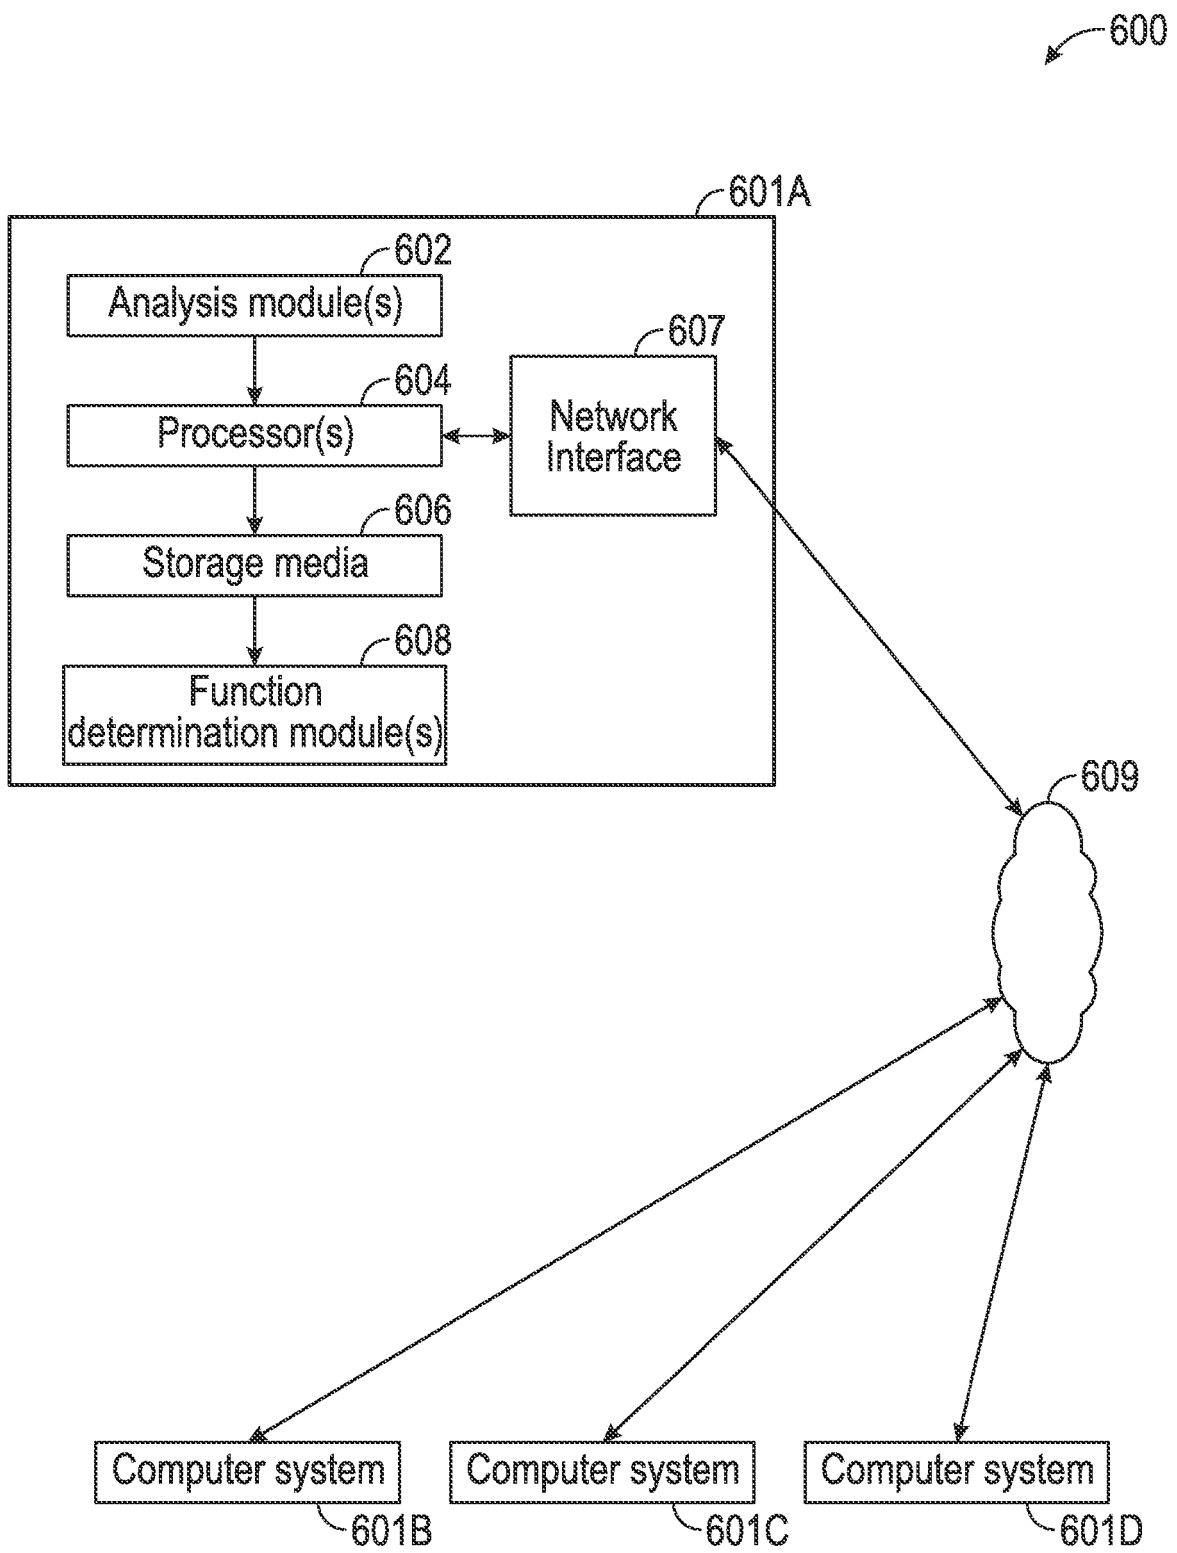 600
601A
602
Analysis module(s)
604
Processor(s)
607
Network
Interface
606
Storage media
608
Function
determination module(s)
609
Computer system
601B
Computer system
601C
Computer system
601D